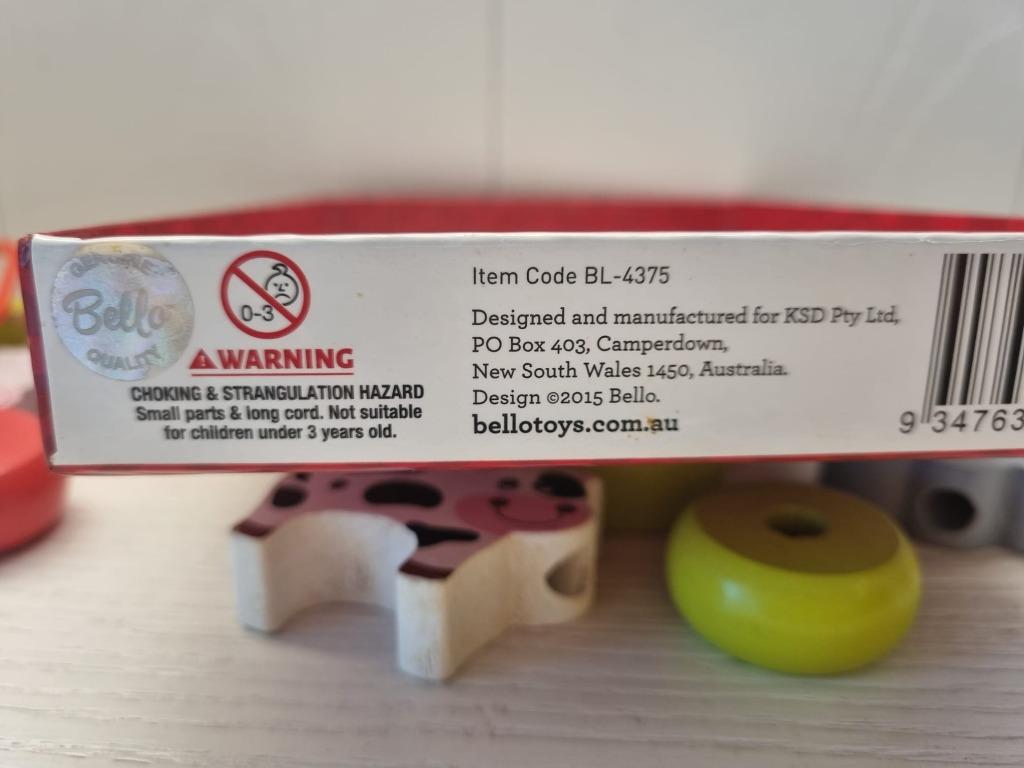 GENUINE
Bello
QUALITY
0-3
WARNING
CHOKING & STRANGULATION HAZARD
Small parts & long cord. Not suitable
for children under 3 years old.
Item Code BL-4375
Designed and manufactured for KSD Pty Ltd,
PO Box 403, Camperdown,
New South Wales 1450, Australia.
Design ©2015 Bello.
bellotoys.com.au
9 34763